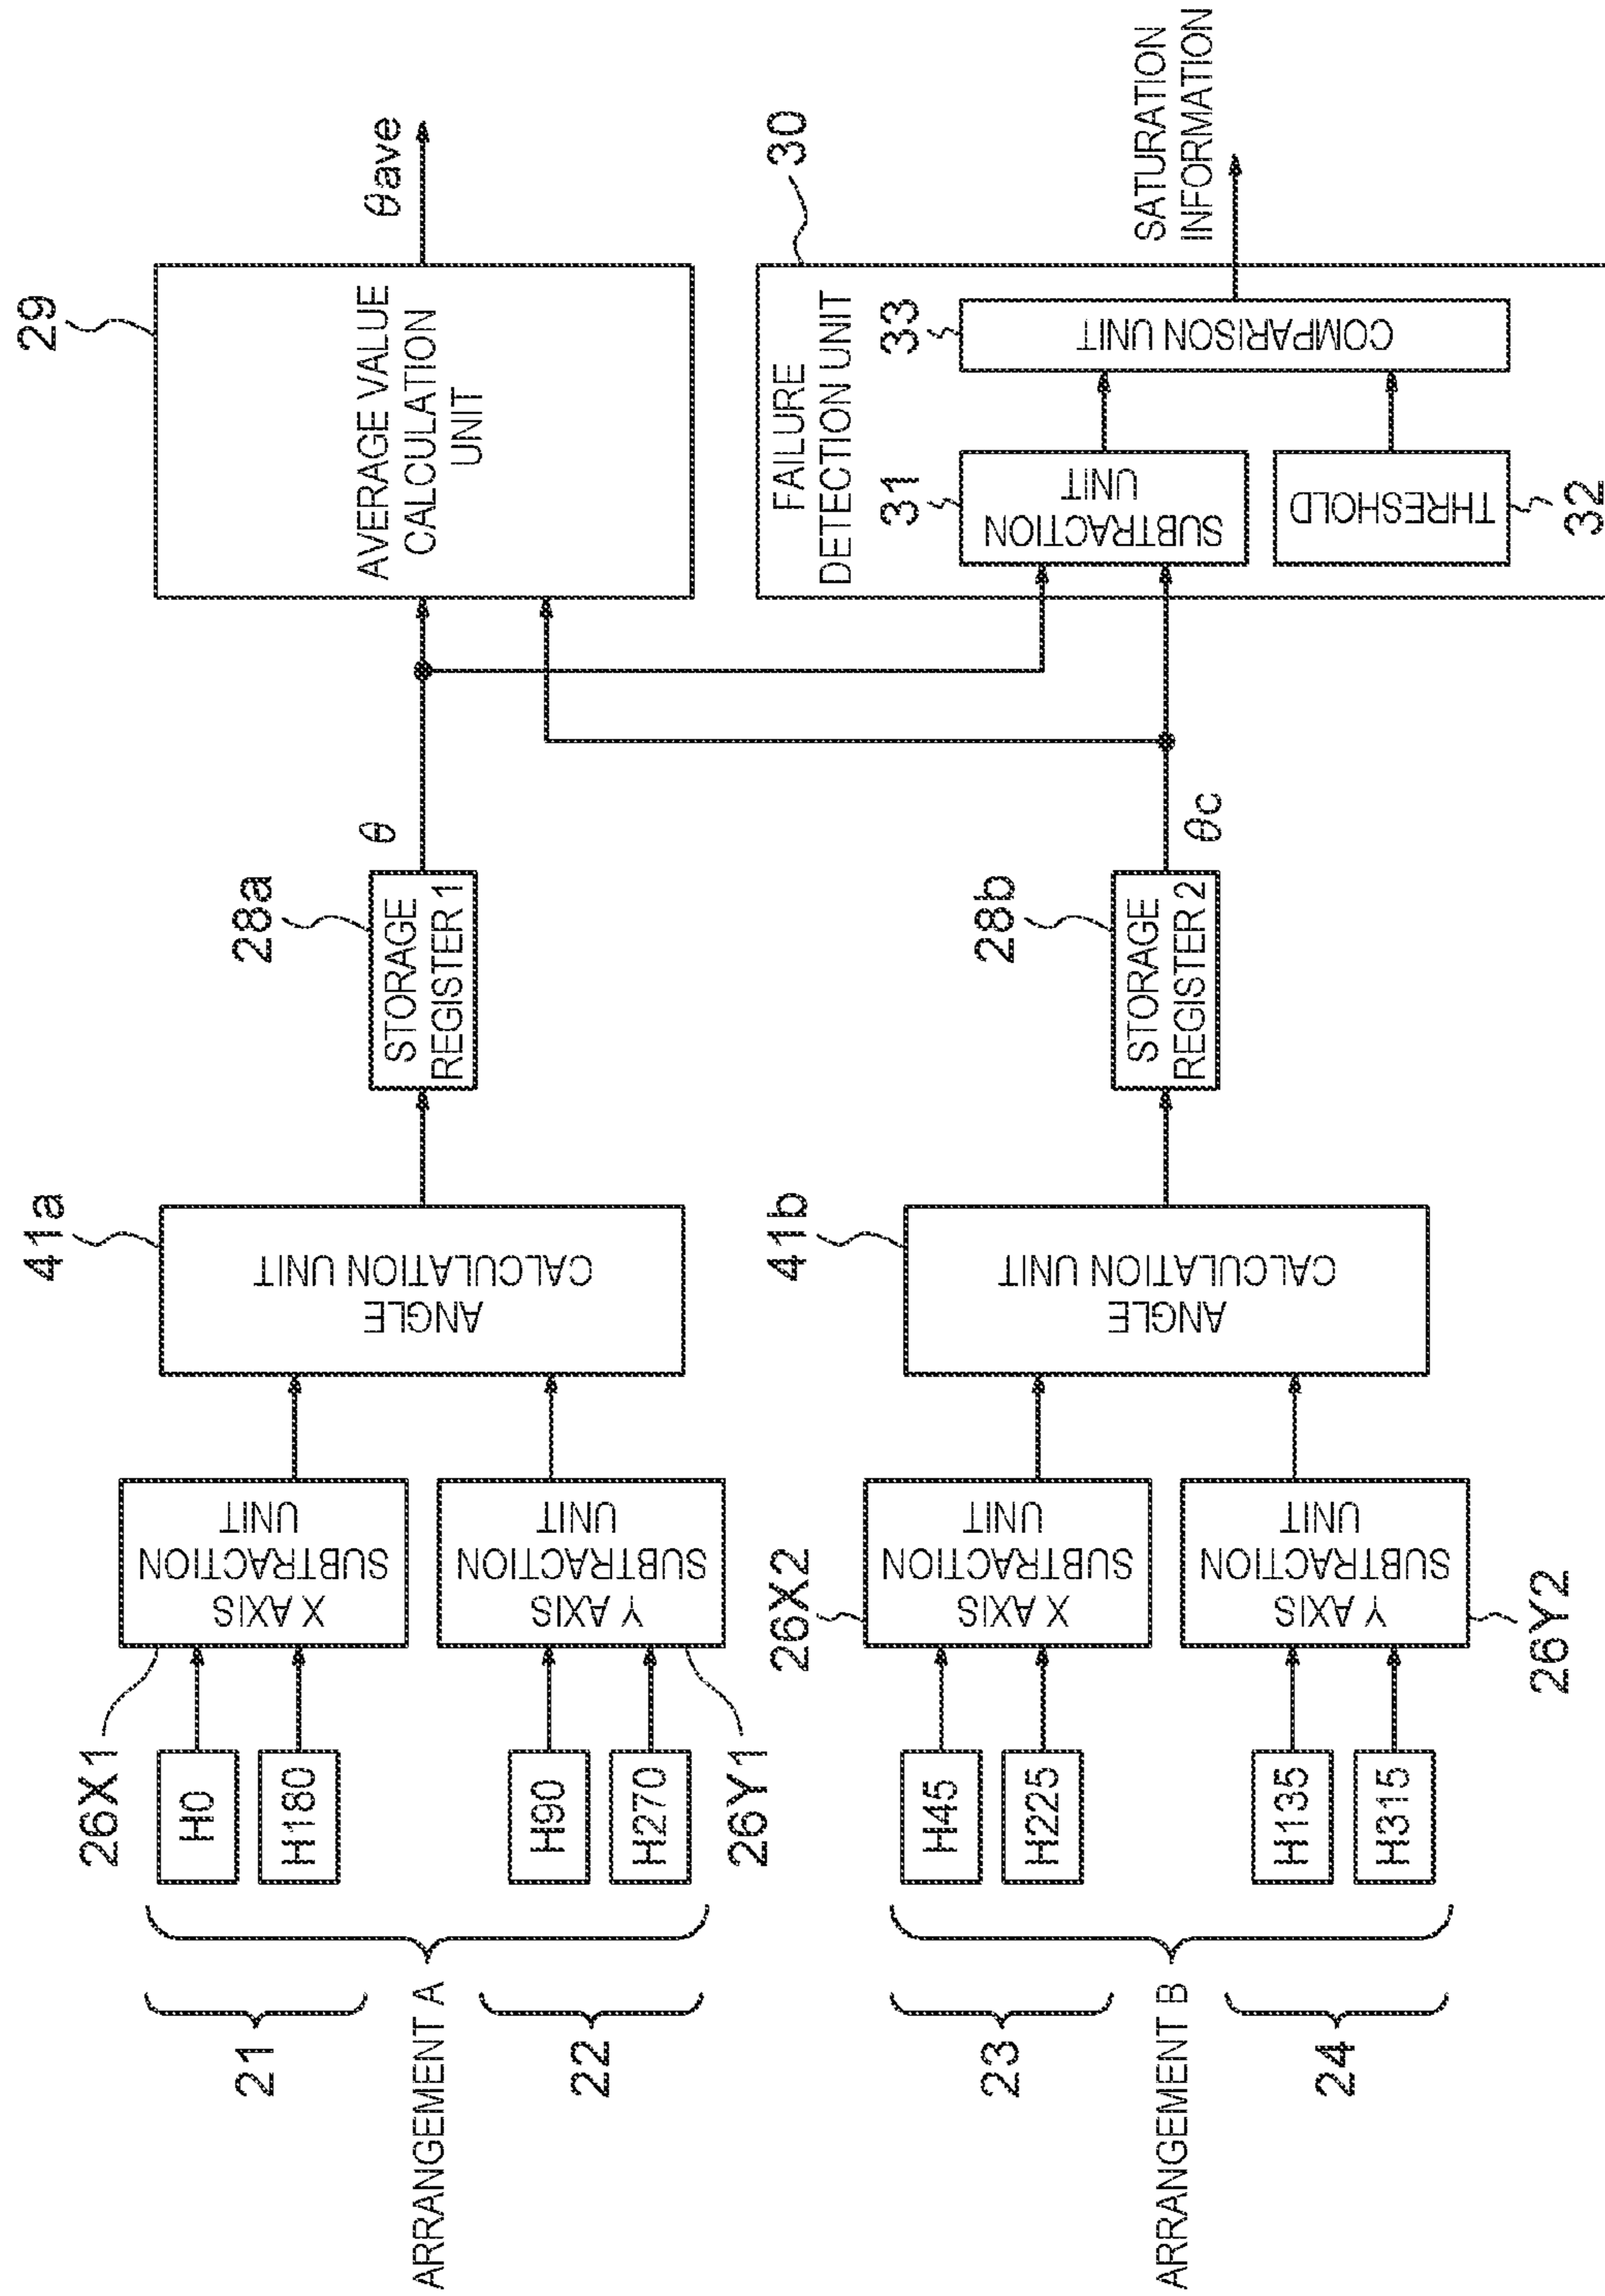 ARRANGEMENT A
21
22
H0
H180
H90
H270
26X1
26Y1
X AXIS
SUBTRACTION
UNIT
Y AXIS
SUBTRACTION
UNIT
41a
ANGLE
CALCULATION UNIT
28a
STORAGE
REGISTER 1
θ
29
AVERAGE VALUE
CALCULATION
UNIT
θave
ARRANGEMENT B
23
24
H45
H225
H135
H315
26X2
26Y2
X AXIS
SUBTRACTION
UNIT
Y AXIS
SUBTRACTION
UNIT
41b
ANGLE
CALCULATION UNIT
28b
STORAGE
REGISTER 2
θc
30
FAILURE
DETECTION UNIT
31
SUBTRACTION
UNIT
THRESHOLD
32
33
COMPARISON UNIT
SATURATION
INFORMATION